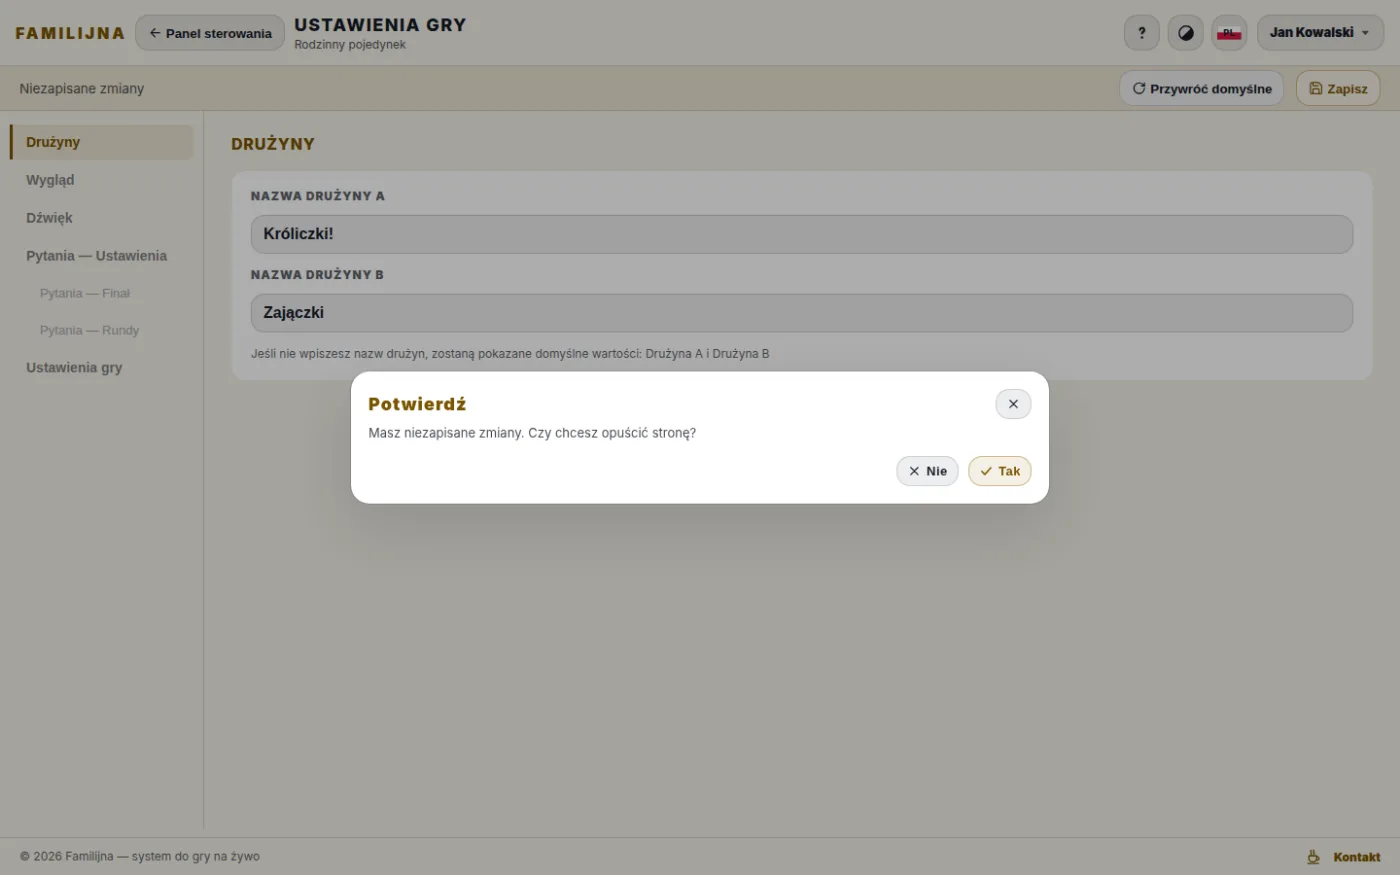 FAMILIJNA
Panel sterowania
USTAWIENIA GRY
Rodzinny pojedynek
?
PL
Jan Kowalski
Niezapisane zmiany
Przywróć domyślne
Zapisz
Drużyny
Wygląd
Dźwięk
Pytania — Ustawienia
Pytania — Finał
Pytania — Rundy
Ustawienia gry
DRUŻYNY
NAZWA DRUŻYNY A
Króliczki!
NAZWA DRUŻYNY B
Zajączki
Jeśli nie wpiszesz nazw drużyn, zostaną pokazane domyślne wartości: Drużyna A i Drużyna B
Potwierdź
Masz niezapisane zmiany. Czy chcesz opuścić stronę?
Nie
Tak
© 2026 Familijna — system do gry na żywo
Kontakt